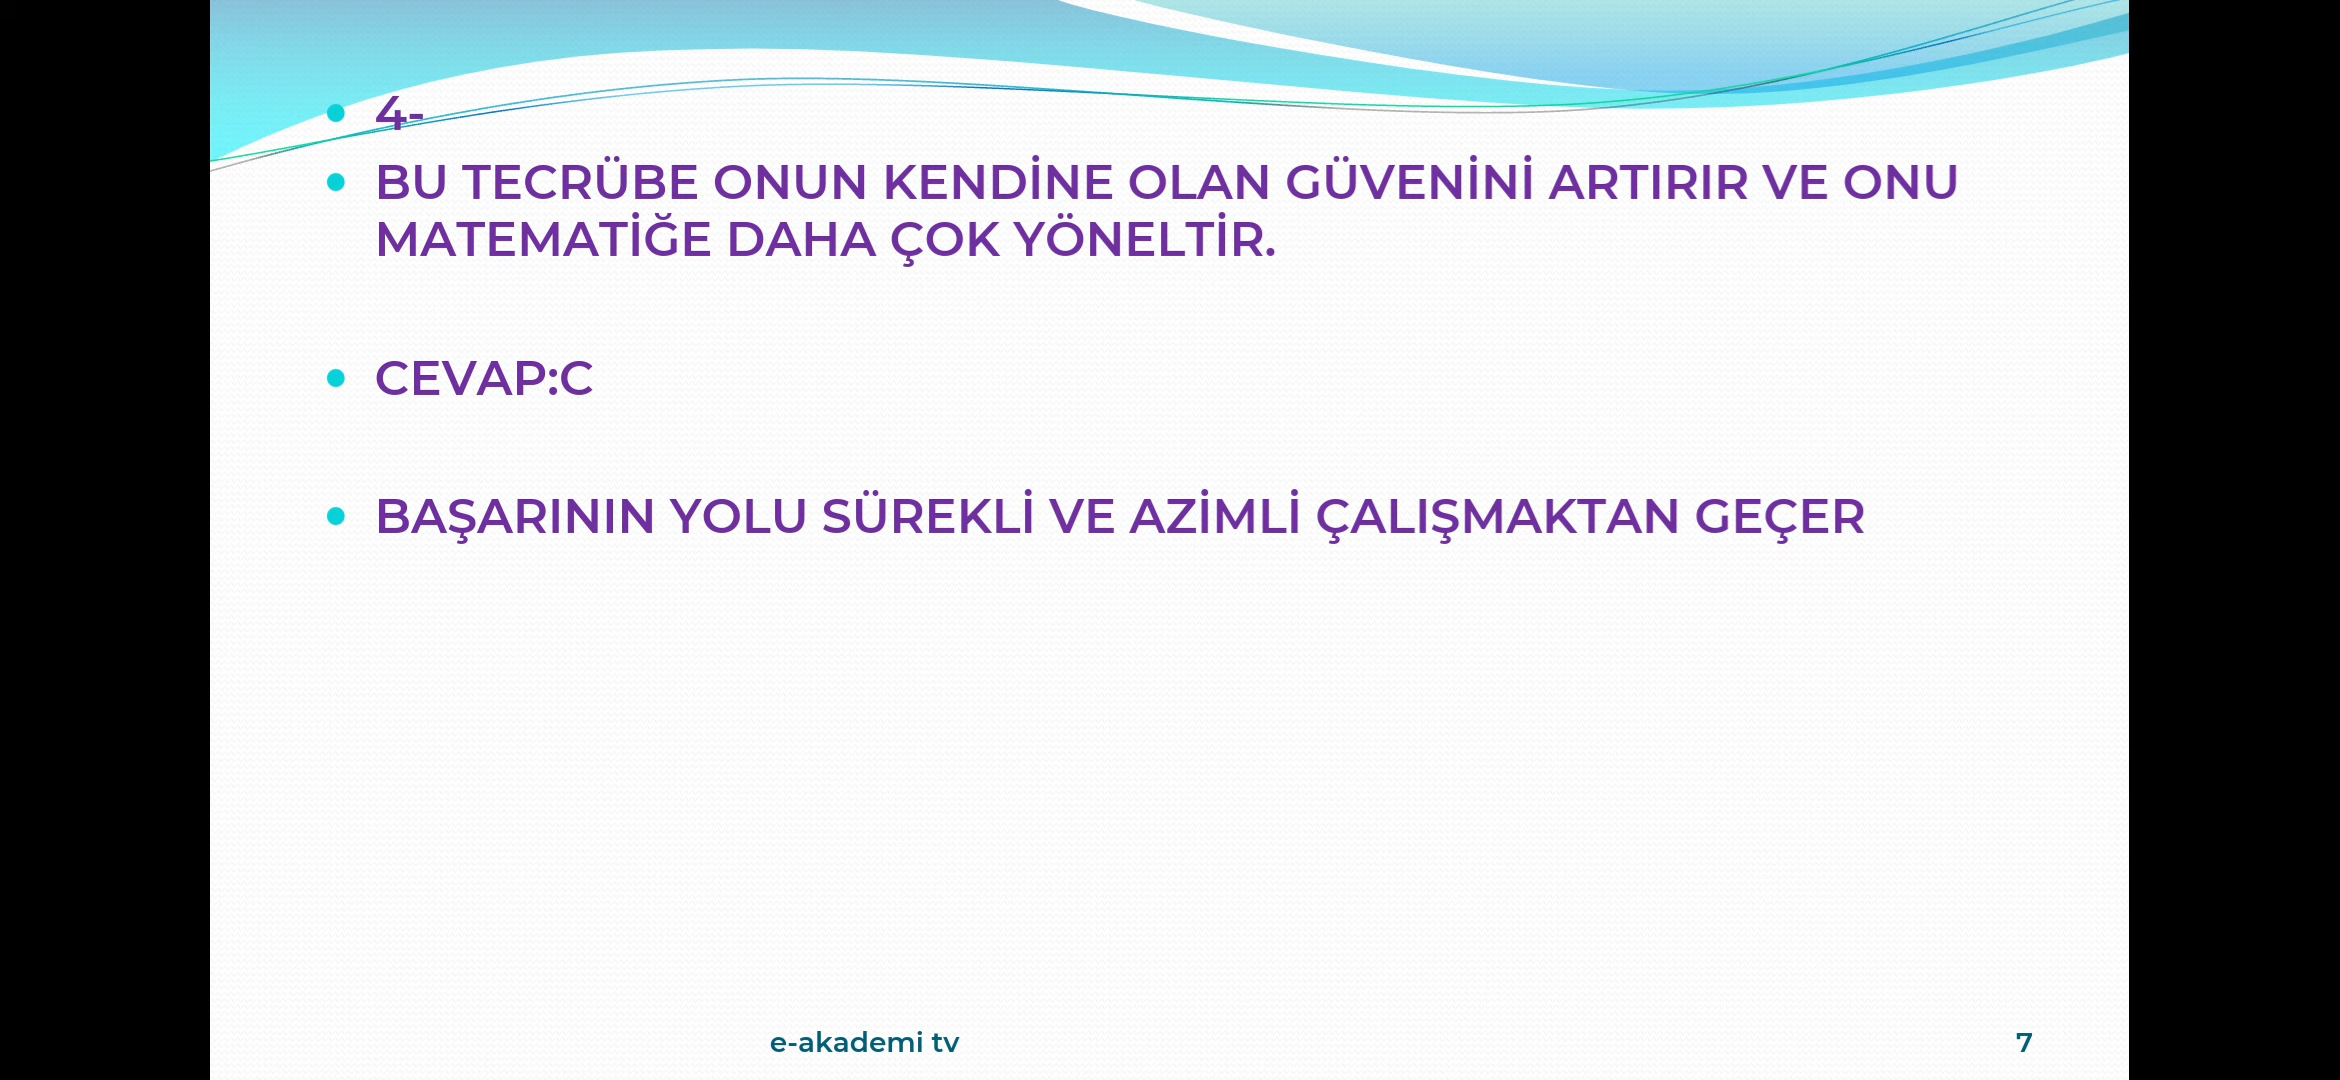 4-
BU TECRÜBE ONUN KENDİNE OLAN GÜVENİNİ ARTIRIR VE ONU
MATEMATİĞE DAHA ÇOK YÖNELTİR.
CEVAP:C
BAŞARININ YOLU SÜREKLİ VE AZİMLİ ÇALIŞMAKTAN GEÇER
e-akademi tv
7